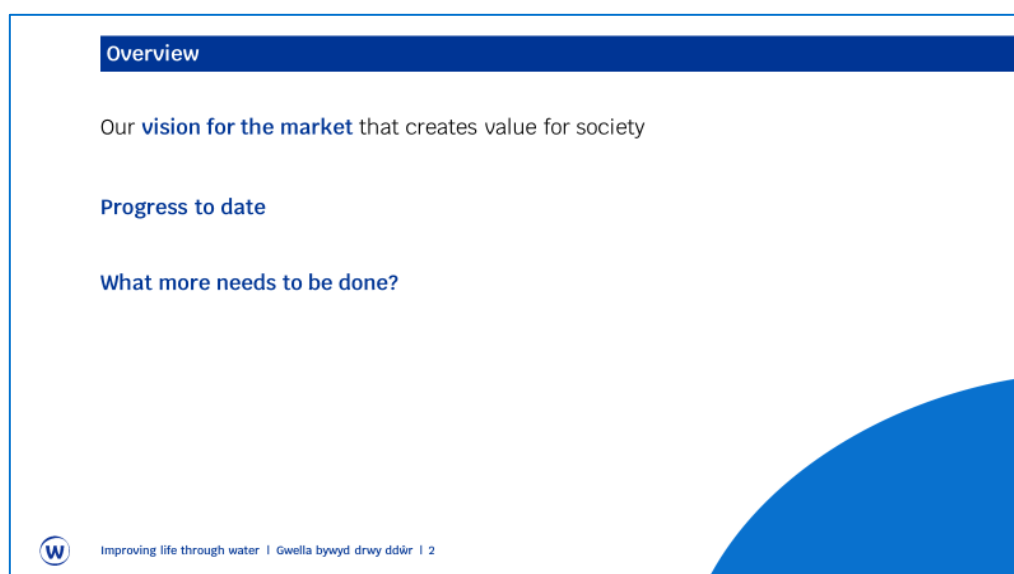 Overview
Our vision for the market that creates value for society
Progress to date
What more needs to be done?
W
Improving life through water | Gwella bywyd drwy ddŵr | 2